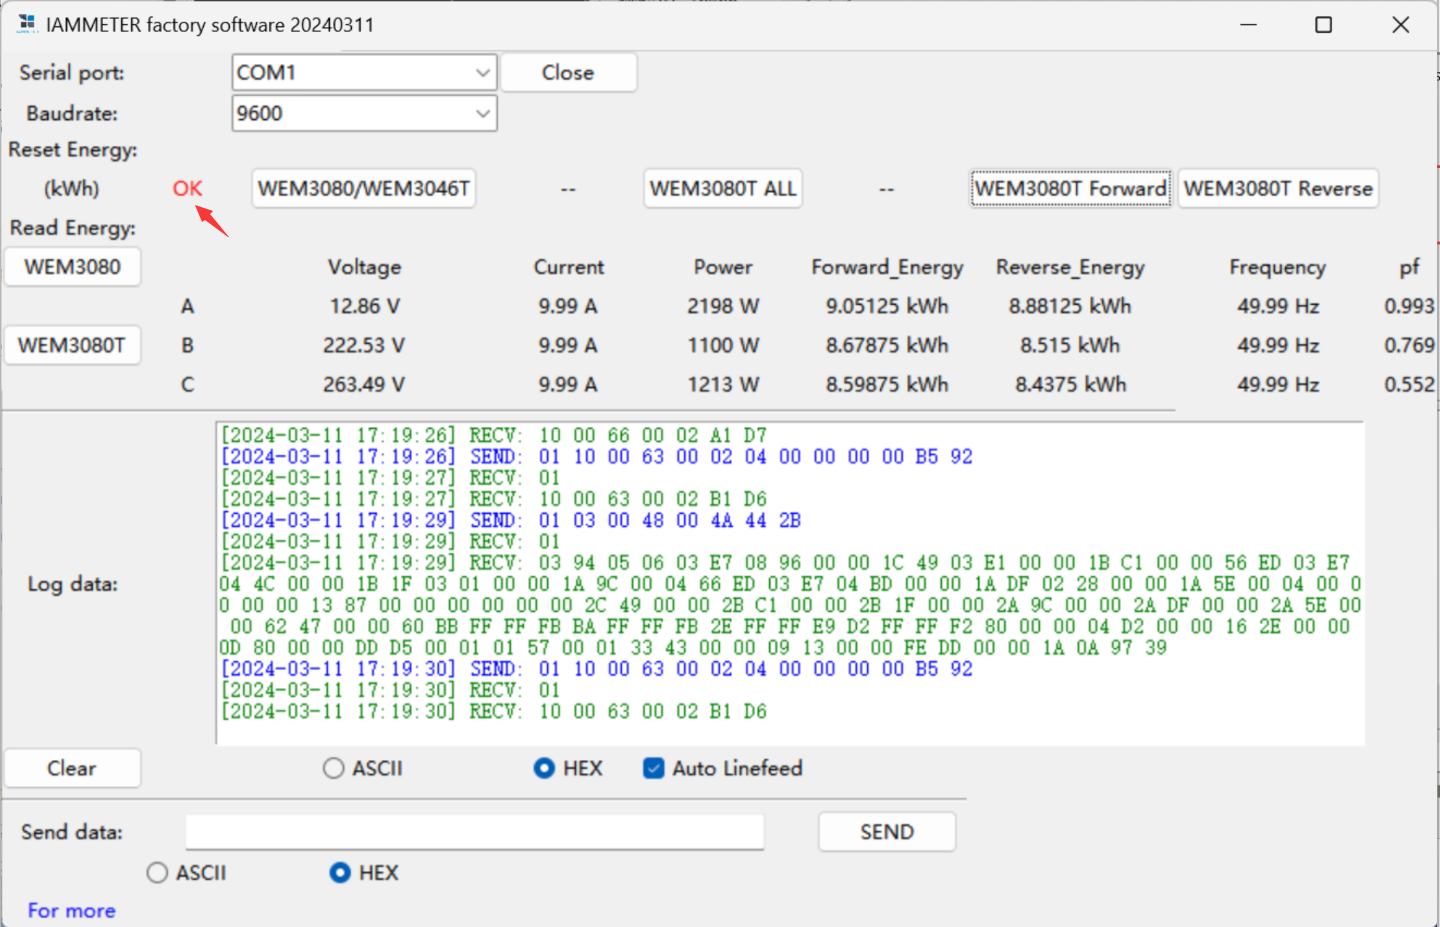 IAMMETER factory software 20240311
Serial port: COM1 Close
Baudrate: 9600
Reset Energy:
(kWh) OK WEM3080/WEM3046T -- WEM3080T ALL -- WEM3080T Forward WEM3080T Reverse
Read Energy:
WEM3080 Voltage Current Power Forward_Energy Reverse_Energy Frequency pf
A 12.86 V 9.99 A 2198 W 9.05125 kWh 8.88125 kWh 49.99 Hz 0.993
WEM3080T B 222.53 V 9.99 A 1100 W 8.67875 kWh 8.515 kWh 49.99 Hz 0.769
C 263.49 V 9.99 A 1213 W 8.59875 kWh 8.4375 kWh 49.99 Hz 0.552
[2024-03-11 17:19:26] RECV: 10 00 66 00 02 A1 D7
[2024-03-11 17:19:26] SEND: 01 10 00 63 00 02 04 00 00 00 00 B5 92
[2024-03-11 17:19:27] RECV: 01
[2024-03-11 17:19:27] RECV: 10 00 63 00 02 B1 D6
[2024-03-11 17:19:29] SEND: 01 03 00 48 00 4A 44 2B
[2024-03-11 17:19:29] RECV: 01
[2024-03-11 17:19:29] RECV: 03 94 05 06 03 E7 08 96 00 00 1C 49 03 E1 00 00 1B C1 00 00 56 ED 03 E7
Log data: 04 4C 00 00 1B 1F 03 01 00 00 1A 9C 00 04 66 ED 03 E7 04 BD 00 00 1A DF 02 28 00 00 1A 5E 00 04 00 0
0 00 00 13 87 00 00 00 00 00 00 2C 49 00 00 2B C1 00 00 2B 1F 00 00 2A 9C 00 00 2A DF 00 00 2A 5E 00
00 62 47 00 00 60 BB FF FF FB BA FF FF FB 2E FF FF E9 D2 FF FF F2 80 00 00 04 D2 00 00 16 2E 00 00
0D 80 00 00 DD D5 00 01 01 57 00 01 33 43 00 00 09 13 00 00 FE DD 00 00 1A 0A 97 39
[2024-03-11 17:19:30] SEND: 01 10 00 63 00 02 04 00 00 00 00 B5 92
[2024-03-11 17:19:30] RECV: 01
[2024-03-11 17:19:30] RECV: 10 00 63 00 02 B1 D6
Clear ASCII HEX Auto Linefeed
Send data: SEND
ASCII HEX
For more